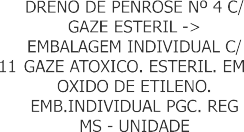 DRENO DE PENROSE Nº 4 C/
GAZE ESTERIL ->
EMBALAGEM INDIVIDUAL C/
11 GAZE ATOXICO. ESTERIL. EM
OXIDO DE ETILENO.
EMB.INDIVIDUAL PGC. REG
MS - UNIDADE